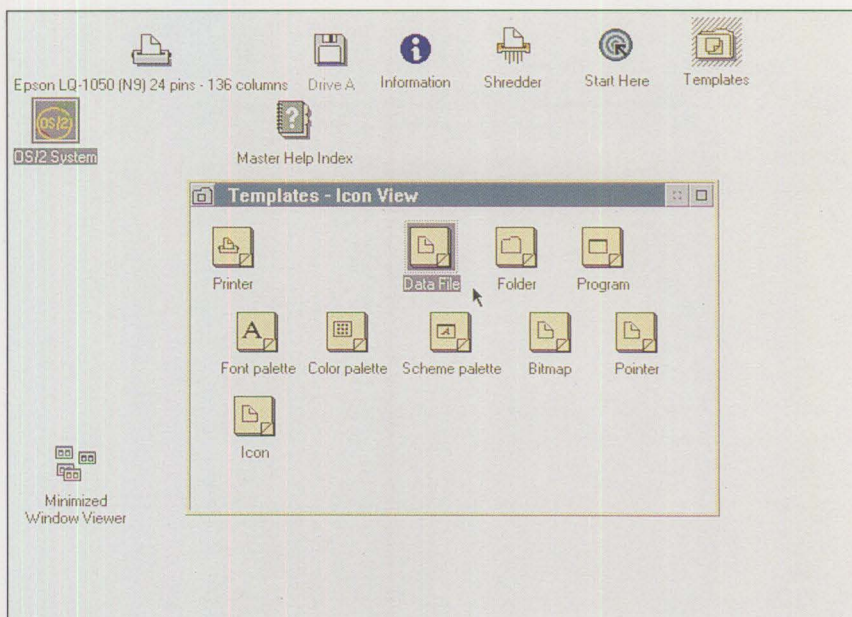 Epson LQ-1050 (N9) 24 pins - 136 columns Drive A Information Shredder Start Here Templates
OS/2
OS/2 System Master Help Index
Templates - Icon View
Printer Data File Folder Program
A
Font palette Color palette Scheme palette Bitmap Pointer
Icon
Minimized
Window Viewer